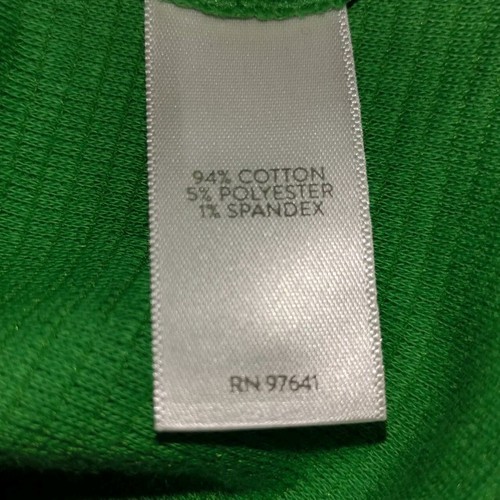 94% COTTON
5% POLYESTER
1% SPANDEX
RN 97641